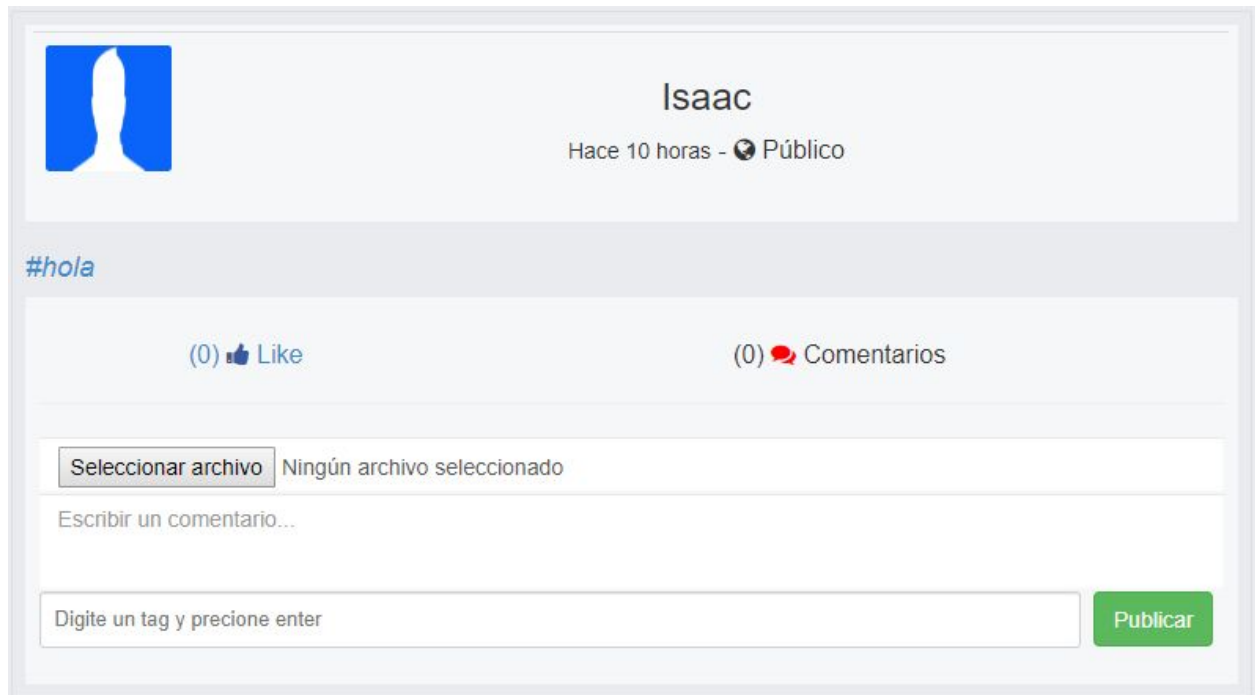 Isaac
Hace 10 horas - Público
#hola
(0) Like
(0) Comentarios
Seleccionar archivo Ningún archivo seleccionado
Escribir un comentario...
Digite un tag y precione enter
Publicar